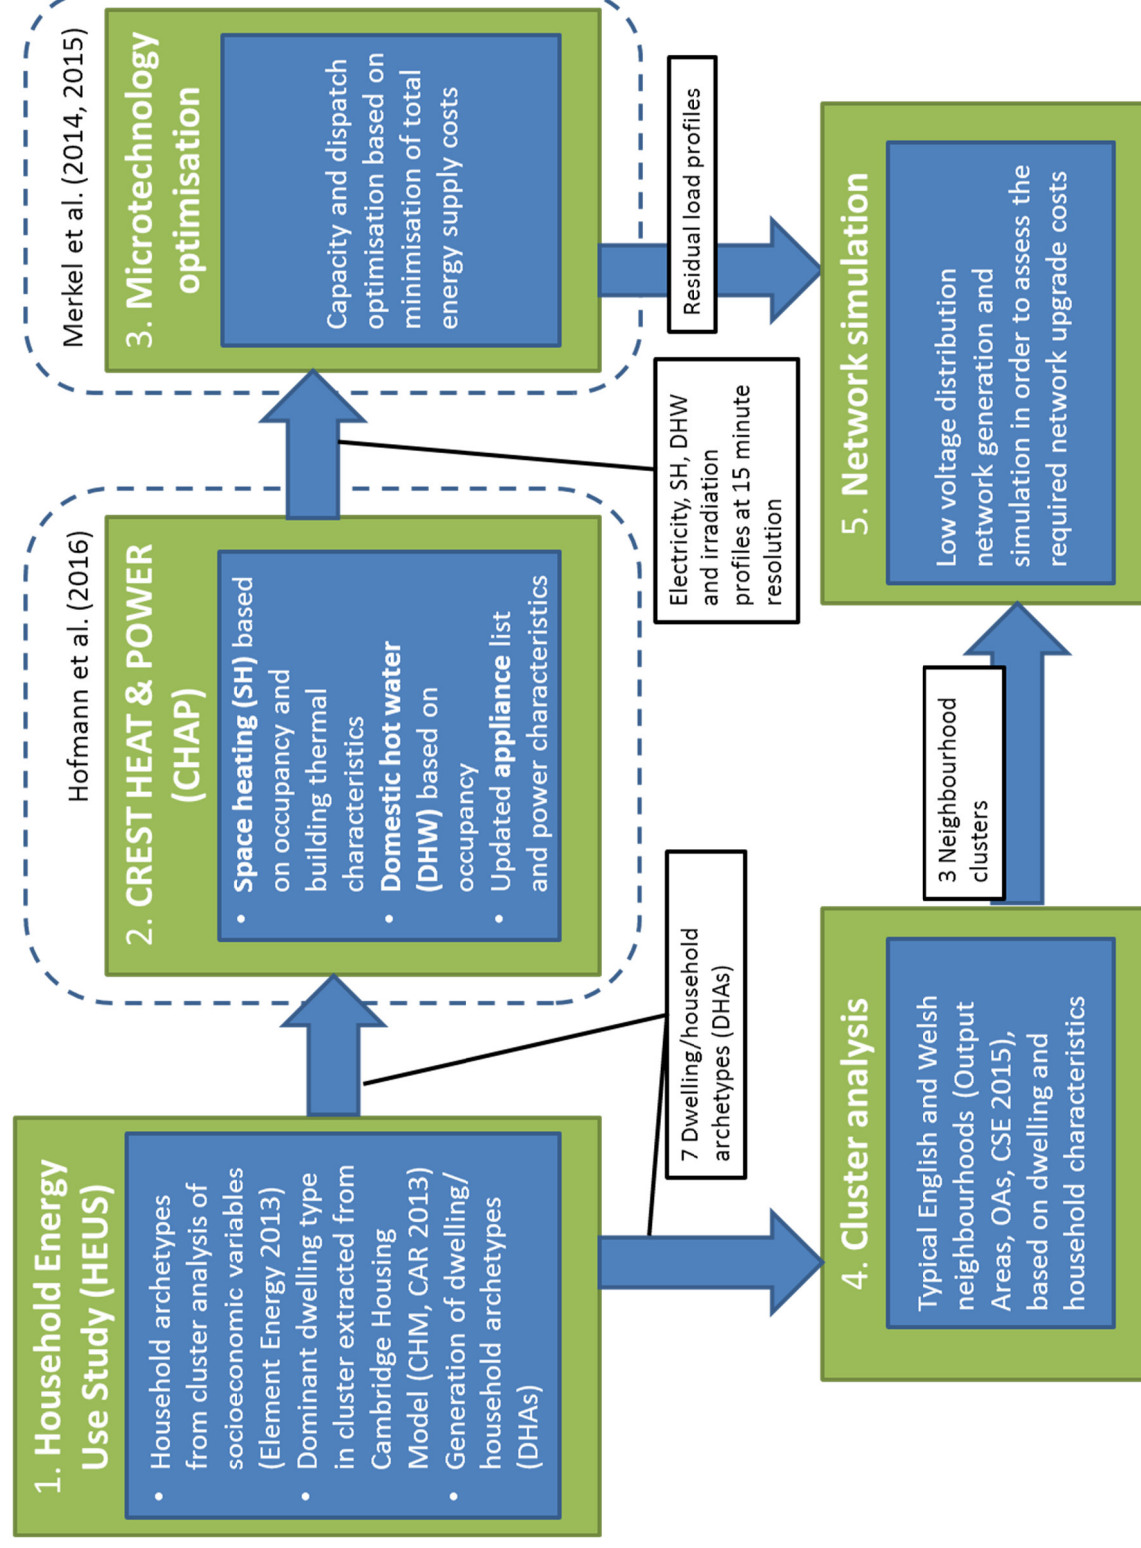 1. Household Energy
Use Study (HEUS)
• Household archetypes
from cluster analysis of
socioeconomic variables
(Element Energy 2013)
• Dominant dwelling type
in cluster extracted from
Cambridge Housing
Model (CHM, CAR 2013)
• Generation of dwelling/
household archetypes
(DHAs)
Hofmann et al. (2016)
2. CREST HEAT & POWER
(CHAP)
• Space heating (SH) based
on occupancy and
building thermal
characteristics
• Domestic hot water
(DHW) based on
occupancy
• Updated appliance list
and power characteristics
Merkel et al. (2014, 2015)
3. Microtechnology
optimisation
Capacity and dispatch
optimisation based on
minimisation of total
energy supply costs
7 Dwelling/household
archetypes (DHAs)
Electricity, SH, DHW
and irradiation
profiles at 15 minute
resolution
Residual load profiles
4. Cluster analysis
Typical English and Welsh
neighbourhoods (Output
Areas, OAs, CSE 2015),
based on dwelling and
household characteristics
3 Neighbourhood
clusters
5. Network simulation
Low voltage distribution
network generation and
simulation in order to assess the
required network upgrade costs